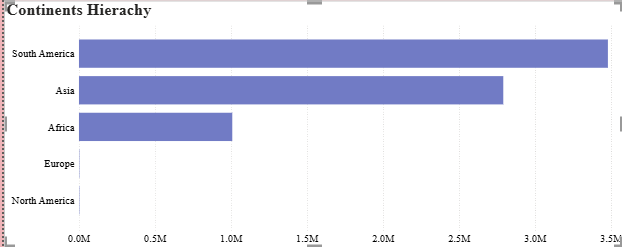 Continents Hierachy
South America
Asia
Africa
Europe
North America
0.0M 0.5M 1.0M 1.5M 2.0M 2.5M 3.0M 3.5M